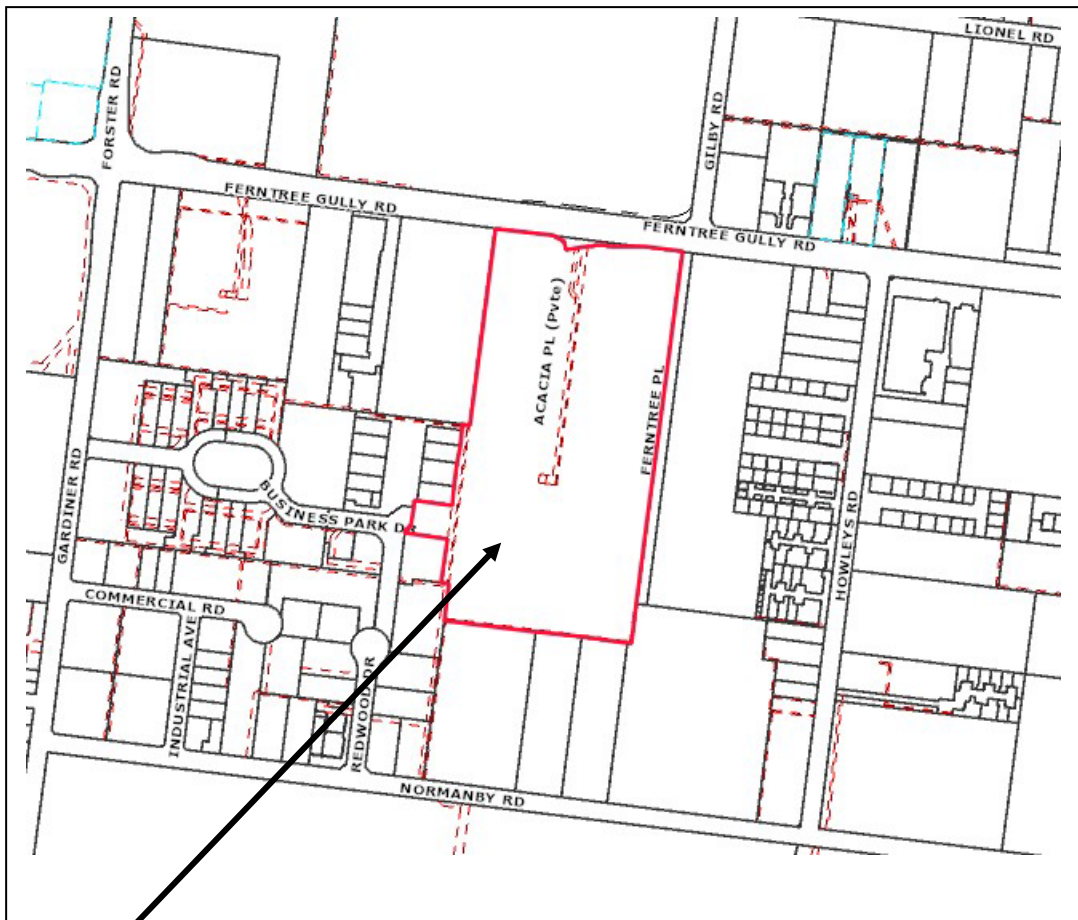 LIONEL RD
FORSTER RD
GILBY RD
FERNTREE GULLY RD
FERNTREE GULLY RD
ACACIA PL (Pvte)
FERNTREE PL
GARDINER RD
BUSINESS PARK DR
HOWLEYS RD
COMMERCIAL RD
INDUSTRIAL AVE
REDWOOD DR
NORMANBY RD